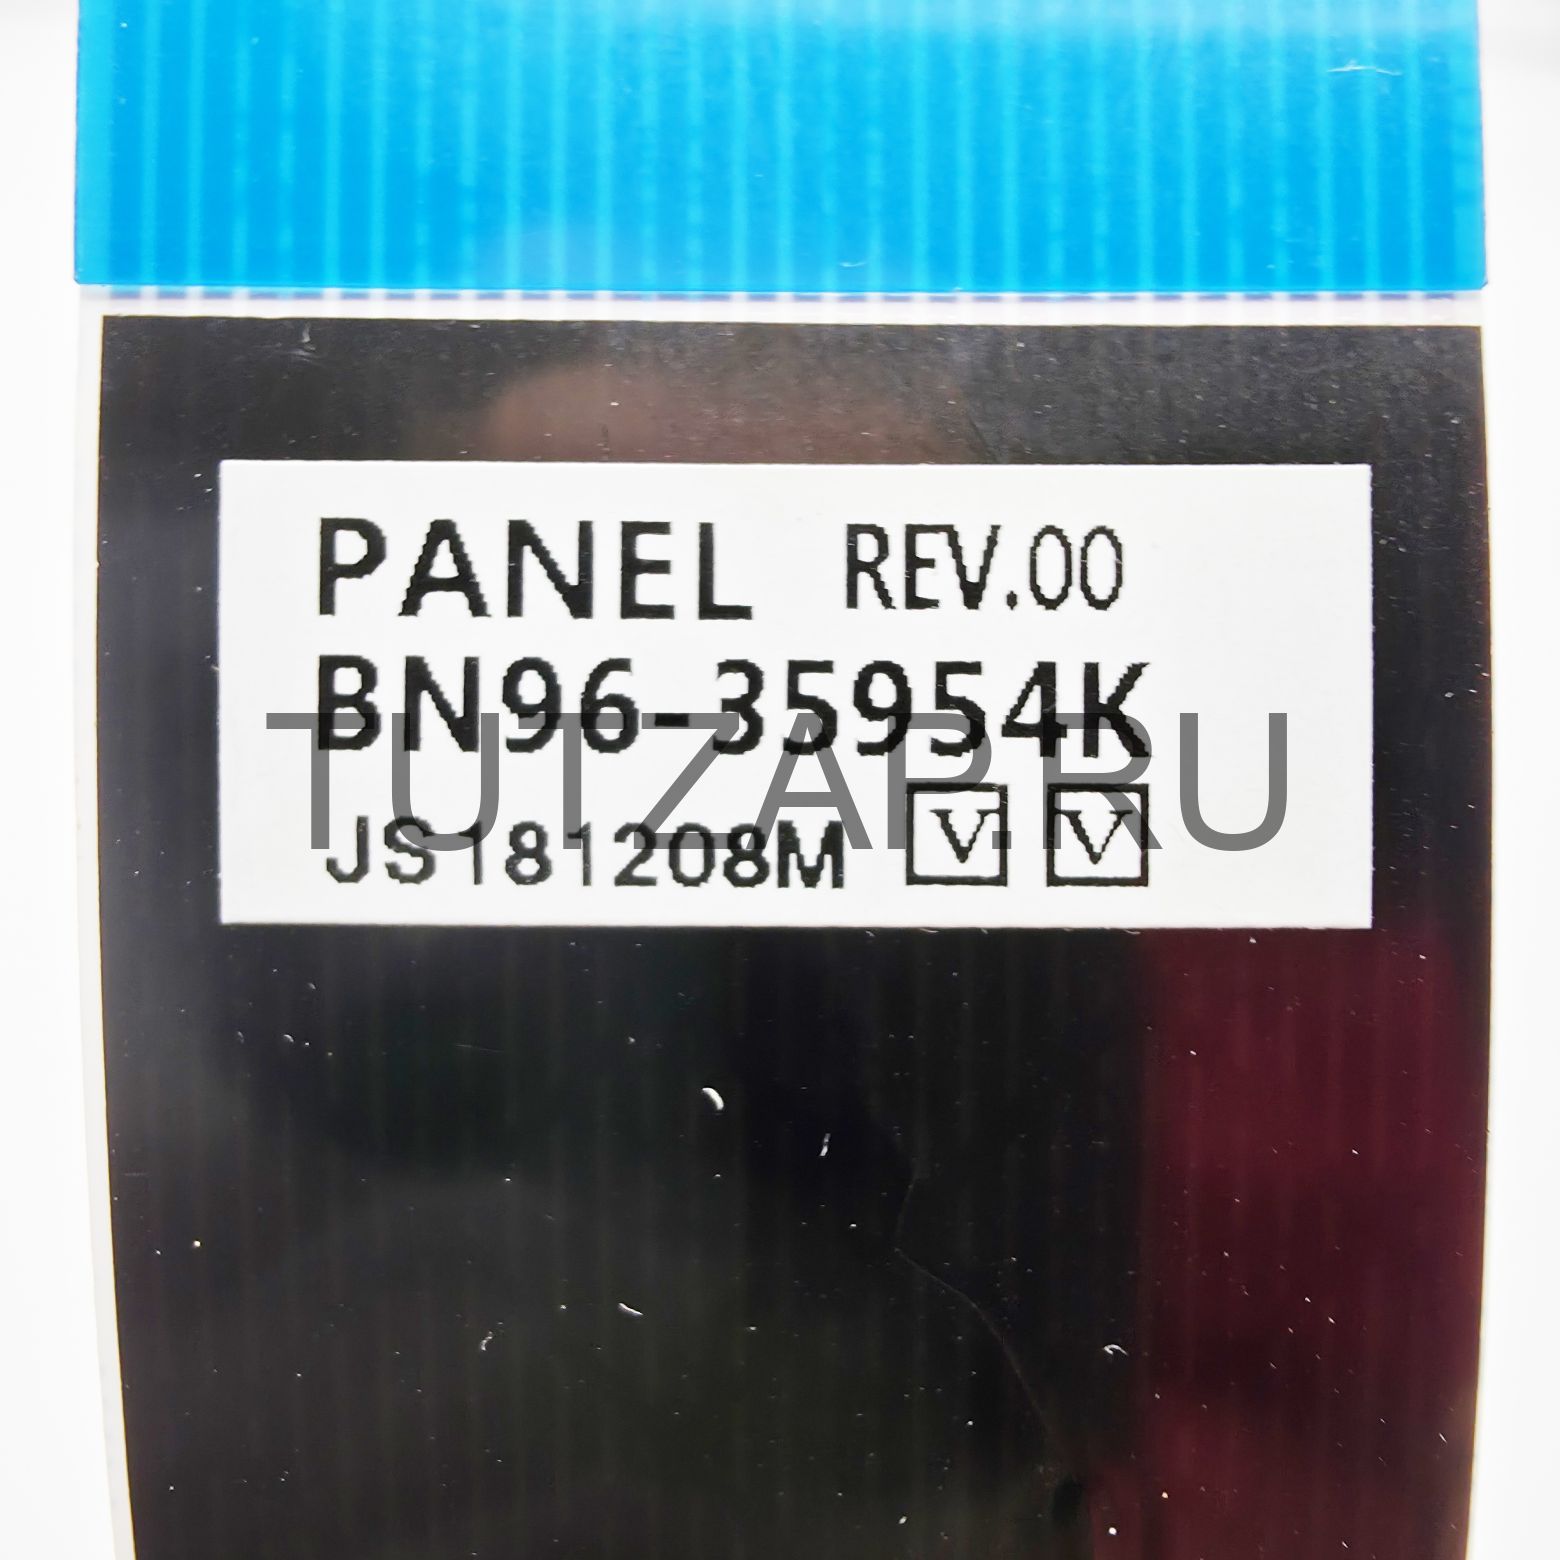 PANEL REV.00
BN96-35954K
TUTZAP.RU
JS181208M V V